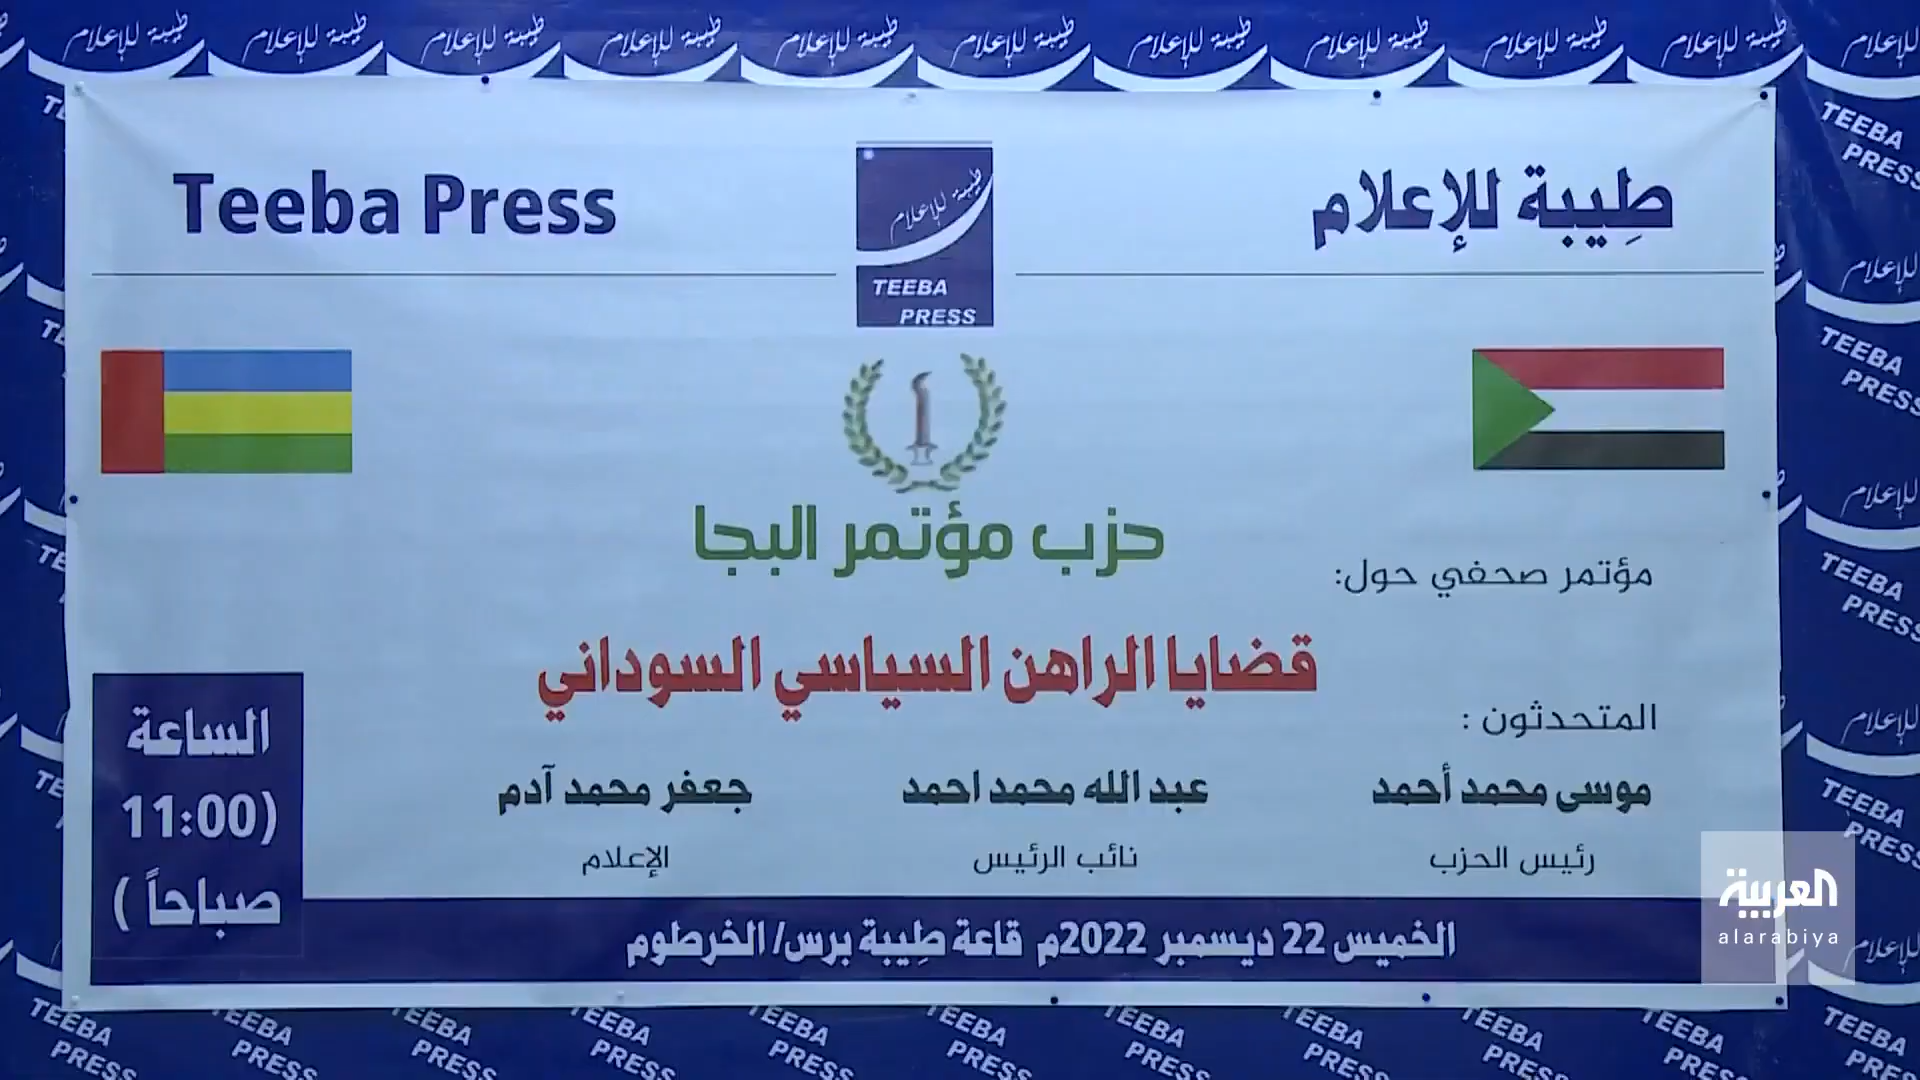 طِيبة للإعلام
Teeba Press
طيبة للإعلام
TEEBA
PRESS
حزب مؤتمر البجا
مؤتمر صحفي حول:
قضايا الراهن السياسي السوداني
المتحدثون :
موسى محمد أحمد
رئيس الحزب
عبد الله محمد احمد
نائب الرئيس
جعفر محمد آدم
الإعلام
الساعة
(11:00
صباحاً )
الخميس 22 ديسمبر 2022م قاعة طِيبة برس/ الخرطوم
العربية
alarabiya